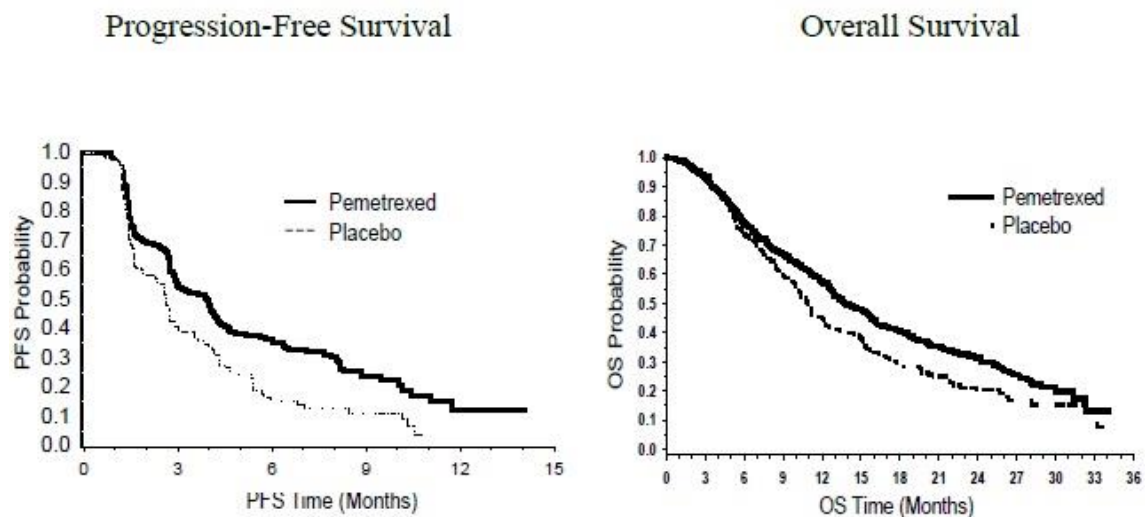 Progression-Free Survival
Overall Survival
1.0
0.9
0.8
0.7
0.6
0.5
0.4
0.3
0.2
0.1
0.0
PFS Probability
Pemetrexed
Placebo
0 3 6 9 12 15
PFS Time (Months)
1.0
0.9
0.8
0.7
0.6
0.5
0.4
0.3
0.2
0.1
0.0
OS Probability
Pemetrexed
Placebo
0 3 6 9 12 15 18 21 24 27 30 33 36
OS Time (Months)